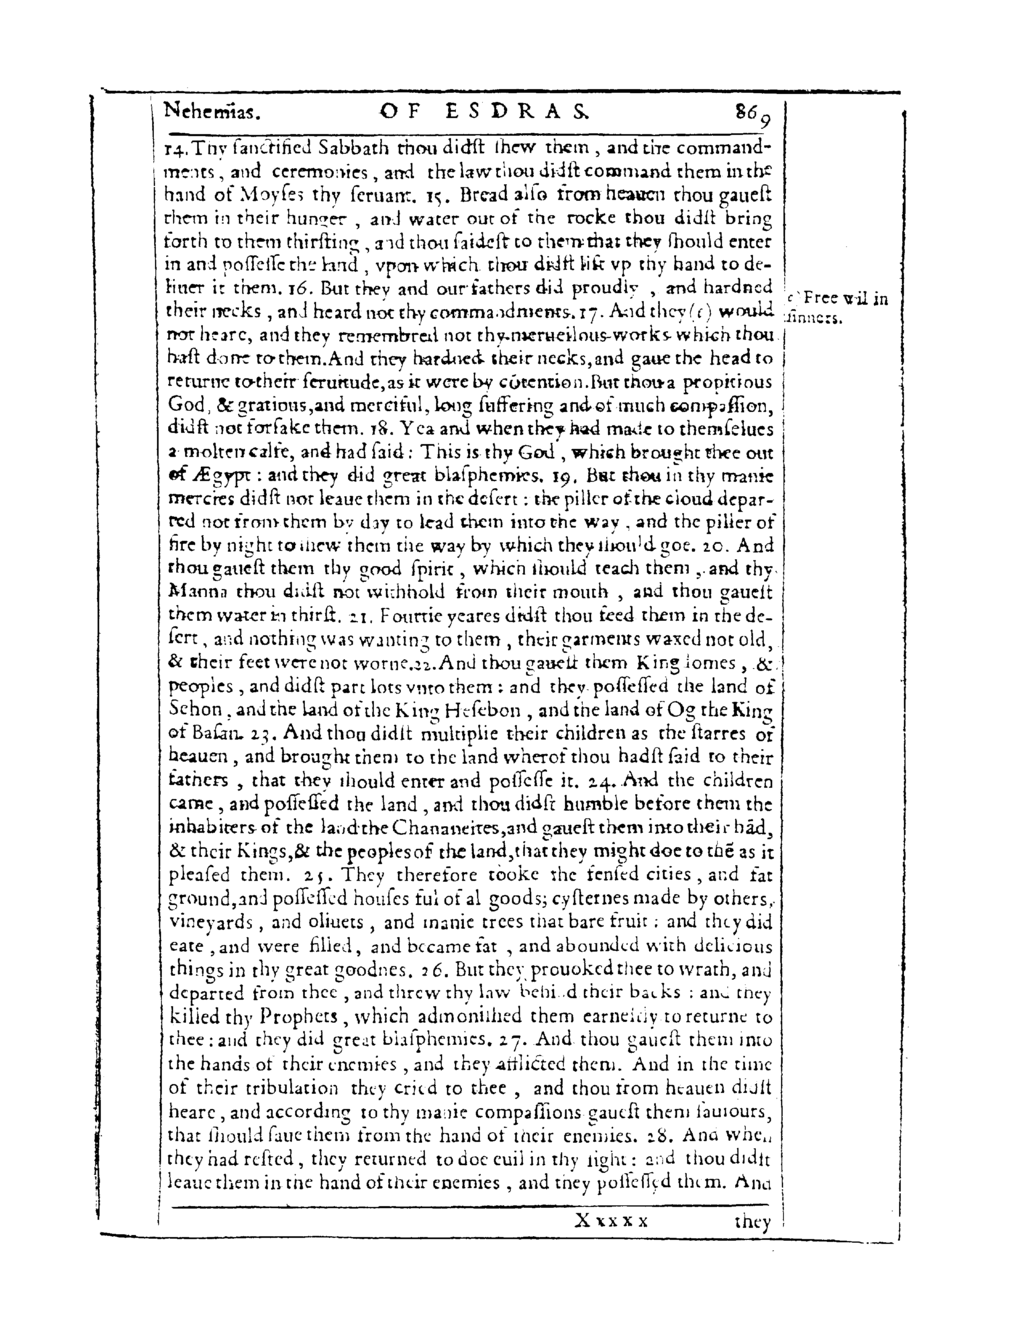 Nehemias. OF ESDRAS. 869
14. Thy sanctified Sabbath thou didst shew them, and the command-
ments, and ceremonies, and the law thou didst command them in the
hand of Moyses thy seruant. 15. Bread also from heauen thou gauest
them in their hunger, and water out of the rocke thou didst bring
forth to them thirsting, and thou saidest to them that they should enter
in and possesse the land, vpon which thou didst lift vp thy hand to de-
liuer it them. 16. But they and our fathers did proudly, and hardned
their necks, and heard not thy commandments. 17. And they (c) would
not heare, and they remembred not thy merueilous works which thou
hast done to them. And they hardned their necks, and gaue the head to
returne to their seruitude, as it were by cõtention. But thou a propitious
God, & gratious, and merciful, long suffering and of much compassion,
didst not forsake them. 18. Yea and when they had made to themselues
a molten calfe, and had said: This is thy God, which brought thee out
of Ægypt: and they did great blasphemies. 19. But thou in thy manie
mercies didst not leaue them in the desert: the piller of the cloud depar-
ted not from them by day to lead them into the way, and the piller of
fire by night to shew them the way by which they should goe. 20. And
thou gauest them thy good spirit, which should teach them, and thy
Manna thou didst not withhold from their mouth, and thou gauest
them water in thirst. 21. Fourtie yeares didst thou feed them in the de-
sert, and nothing was wanting to them, their garments waxed not old,
& their feet were not worne. 22. And thou gauest them Kingdomes, &
peoples, and didst part lots vnto them: and they possessed the land of
Sehon, and the land of the King Hesebon, and the land of Og the King
of Basan. 23. And thou didst multiplie their children as the starres of
heauen, and brought them to the land wherof thou hadst said to their
fathers, that they should enter and possesse it. 24. And the children
came, and possessed the land, and thou didst humble before them the
inhabiters of the land the Chananeites, and gauest them into their hãd,
& their Kings, & the peoples of the land, that they might doe to thẽ as it
pleased them. 25. They therefore tooke the fensed cities, and fat
ground, and possessed houses ful of al goods; cysternes made by others,
vineyards, and oliuets, and manie trees that bare fruit: and they did
eate, and were filled, and became fat, and abounded with delicious
things in thy great goodnes. 26. But they prouoked thee to wrath, and
departed from thee, and threw thy law behind their backs: and they
killed thy Prophets, which admonished them earnestly to returne to
thee: and they did great blasphemies. 27. And thou gauest them into
the hands of their enemies, and they afflicted them. And in the time
of their tribulation they cried to thee, and thou from heauen didst
heare, and according to thy manie compassions gauest them sauiours,
that should saue them from the hand of their enemies. 28. And when
they had rested, they returned to doe euil in thy sight: and thou didst
leaue them in the hand of their enemies, and they possessed them. And
Xxxxx they
c Free wil in
sinners.